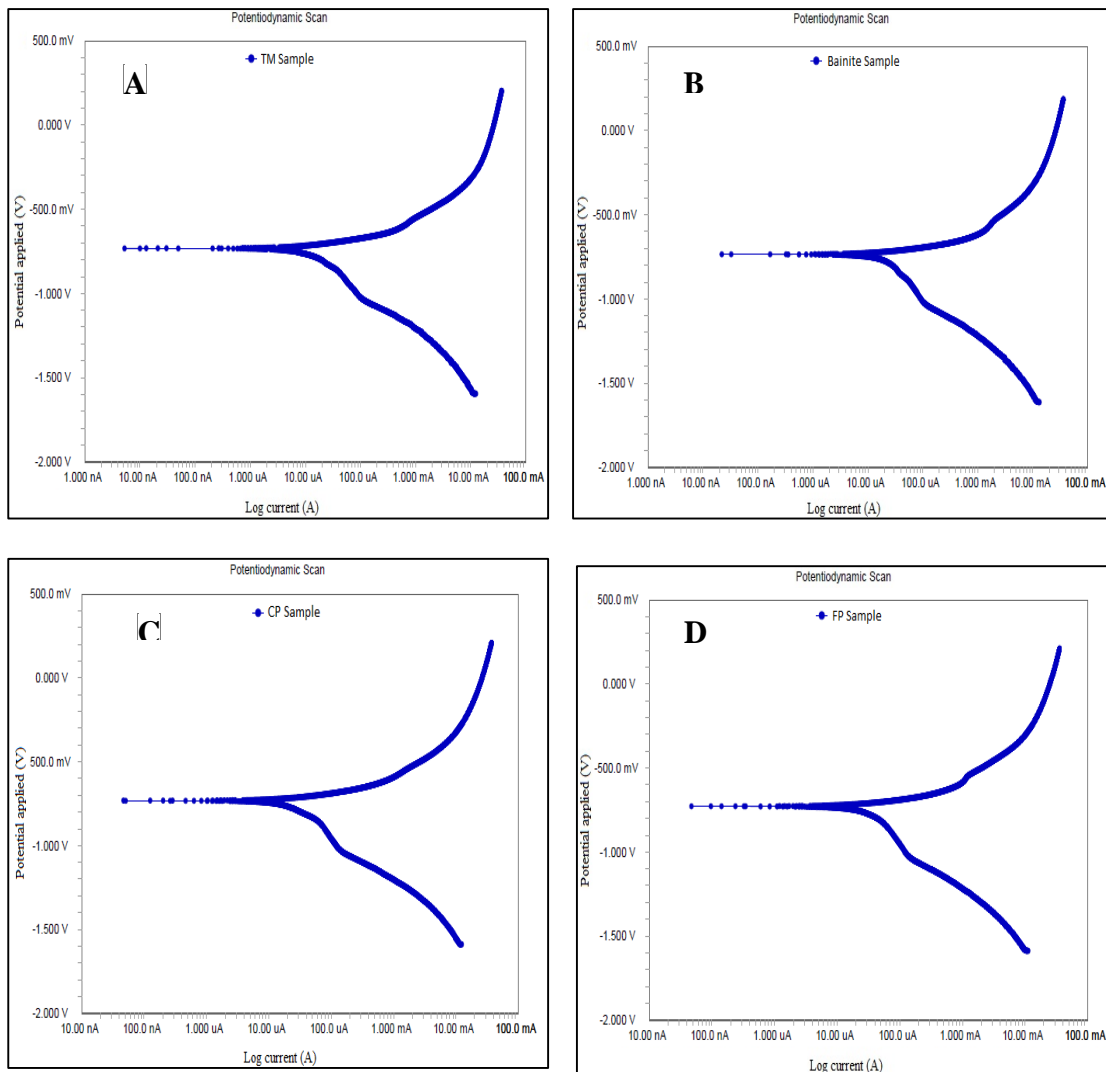 Potentiodynamic Scan
500.0 mV
TM Sample
A
0.000 V
-500.0 mV
-1.000 V
-1.500 V
-2.000 V
Potential applied (V)
1.000 nA 10.00 nA 100.0 nA 1.000 uA 10.00 uA 100.0 uA 1.000 mA 10.00 mA 100.0 mA
Log current (A)
Potentiodynamic Scan
500.0 mV
Bainite Sample
B
0.000 V
-500.0 mV
-1.000 V
-1.500 V
-2.000 V
Potential applied (V)
1.000 nA 10.00 nA 100.0 nA 1.000 uA 10.00 uA 100.0 uA 1.000 mA 10.00 mA 100.0 mA
Log current (A)
Potentiodynamic Scan
500.0 mV
CP Sample
C
0.000 V
500.0 mV
-1.000 V
-1.500 V
-2.000 V
Potential applied (V)
10.00 nA 100.0 nA 1.000 uA 10.00 uA 100.0 uA 1.000 mA 10.00 mA 100.0 mA
Log current (A)
Potentiodynamic Scan
500.0 mV
FP Sample
D
0.000 V
-500.0 mV
-1.000 V
-1.500 V
-2.000 V
Potential applied (V)
10.00 nA 100.0 nA 1.000 uA 10.00 uA 100.0 uA 1.000 mA 10.00 mA 100.0 mA
Log current (A)